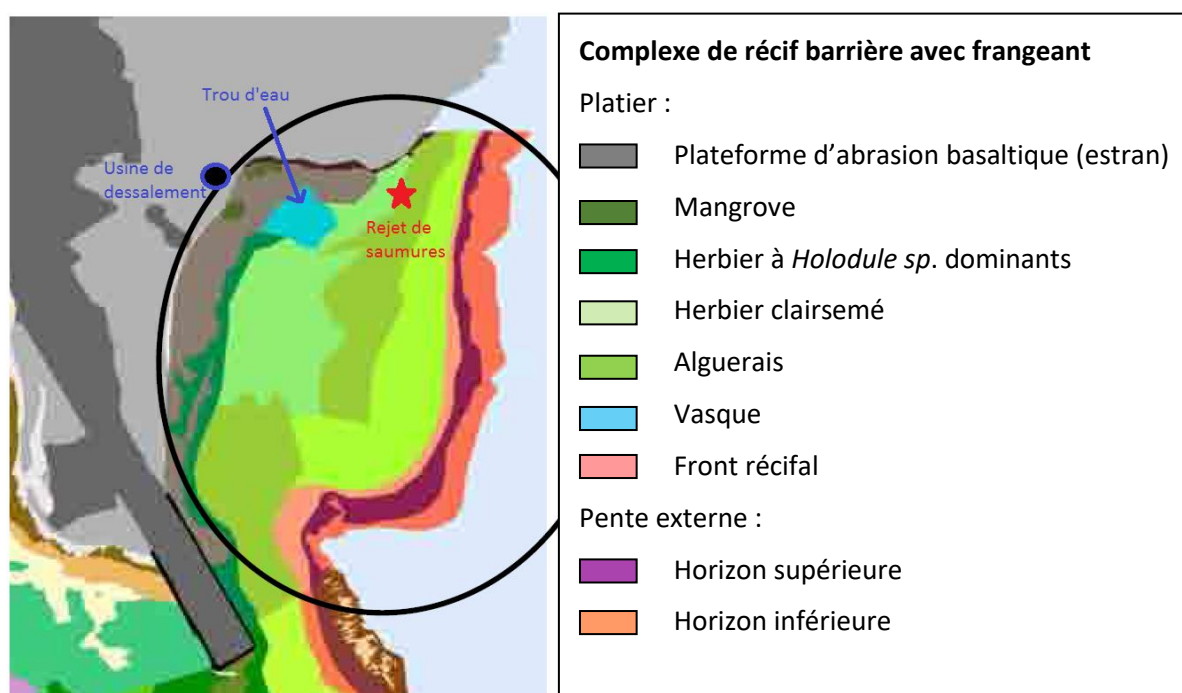 Trou d'eau
Usine de
dessalement
Rejet de
saumures
Complexe de récif barrière avec frangeant
Platier :
Plateforme d'abrasion basaltique (estran)
Mangrove
Herbier à Holodule sp. dominants
Herbier clairsemé
Alguerais
Vasque
Front récifal
Pente externe :
Horizon supérieure
Horizon inférieure